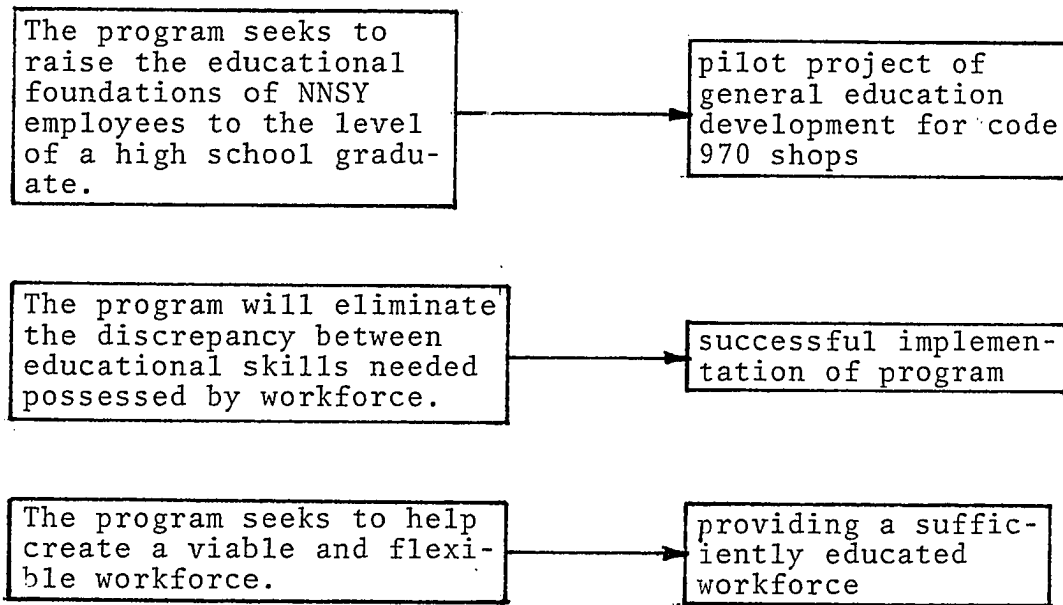 The program seeks to
raise the educational
foundations of NNSY
employees to the level
of a high school gradu-
ate.
pilot project of
general education
development for code
970 shops
The program will eliminate
the discrepancy between
educational skills needed
possessed by workforce.
successful implemen-
tation of program
The program seeks to help
create a viable and flexi-
ble workforce.
providing a suffic-
iently educated
workforce